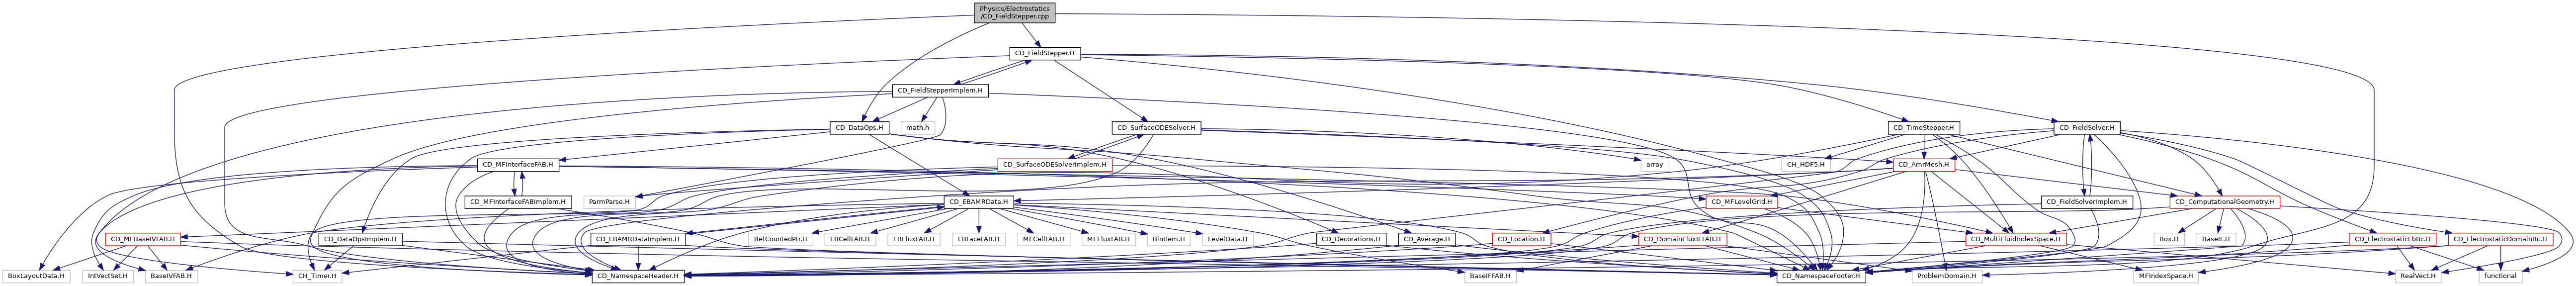 Physics/Electrostatics
/CD_FieldStepper.cpp
CD_FieldStepper.H
CD_FieldStepperImplem.H
CD_DataOps.H
math.h
CD_SurfaceODESolver.H
CD_TimeStepper.H
CD_FieldSolver.H
CD_MFInterfaceFAB.H
CD_SurfaceODESolverImplem.H
array
CH_HDF5.H
CD_AmrMesh.H
CD_MFInterfaceFABImplem.H
ParmParse.H
CD_EBAMRData.H
CD_MFLevelGrid.H
CD_FieldSolverImplem.H
CD_ComputationalGeometry.H
CD_MFBaseIVFAB.H
CD_DataOpsImplem.H
CD_EBAMRDataImplem.H
RefCountedPtr.H
EBCellFAB.H
EBFluxFAB.H
EBFaceFAB.H
MFCellFAB.H
MFFluxFAB.H
BinItem.H
LevelData.H
CD_Decorations.H
CD_Average.H
CD_Location.H
CD_DomainFluxIFFAB.H
CD_MultiFluidIndexSpace.H
Box.H
BaseIF.H
CD_ElectrostaticEbBc.H
CD_ElectrostaticDomainBc.H
BoxLayoutData.H
IntVectSet.H
BaseIVFAB.H
CH_Timer.H
CD_NamespaceHeader.H
BaseIFFAB.H
CD_NamespaceFooter.H
ProblemDomain.H
MFIndexSpace.H
RealVect.H
functional